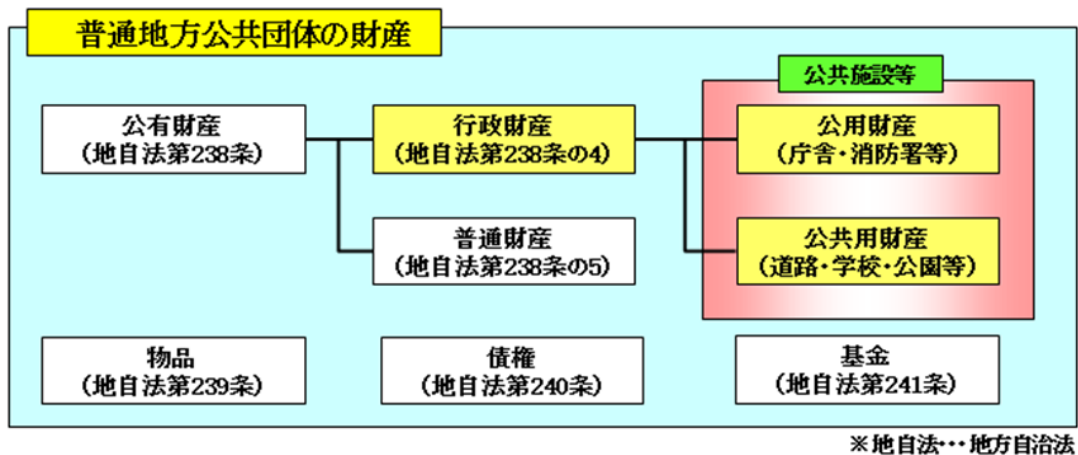 普通地方公共団体の財産
公共施設等
公有財産
(地自法第238条)
行政財産
(地自法第238条の4)
公用財産
(庁舎・消防署等)
普通財産
(地自法第238条の5)
公共用財産
(道路・学校・公園等)
物品
(地自法第239条)
債権
(地自法第240条)
基金
(地自法第241条)
※地自法・・・地方自治法